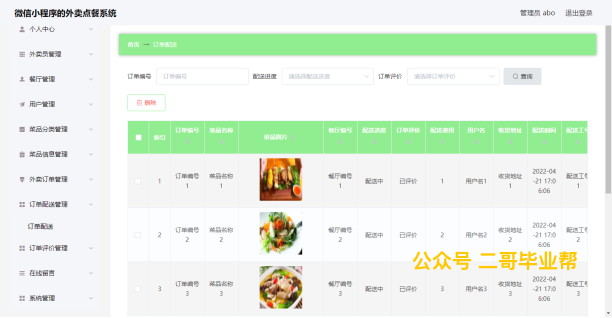 微信小程序的外卖点餐系统
管理员 abo 退出登录
个人中心
外卖员管理
餐厅管理
用户管理
菜品分类管理
菜品信息管理
外卖订单管理
订单配送管理
订单配送
订单评价管理
在线留言
系统管理
首页 订单配送
订单编号 订单编号 配送进度 请选择配送进度 订单评价 请选择订单评价 查询
删除
索引 订单编号 菜品名称 菜品图片 餐厅编号 配送进度 订单评价 配送费用 用户名 收货地址 配送时间 配送工号
1 订单编号1 菜品名称1 餐厅编号1 配送中 已评价 1 用户名1 收货地址1 2022-04-21 17:06:06 配送工号
2 订单编号2 菜品名称2 餐厅编号2 配送中 已评价 2 用户名2 收货地址2 2022-04-21 17:06:06 配送工号
3 订单编号3 菜品名称3 餐厅编号3 配送中 已评价 3 用户名3 收货地址3 2022-04-21 17:06:06 配送工号
公众号 二哥毕业帮